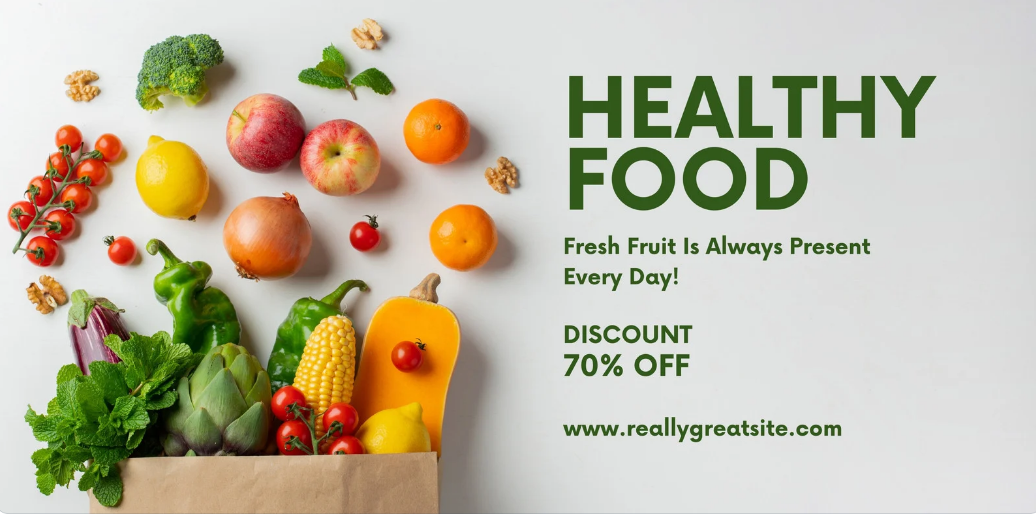 HEALTHY
FOOD
Fresh Fruit Is Always Present
Every Day!
DISCOUNT
70% OFF
www.reallygreatsite.com